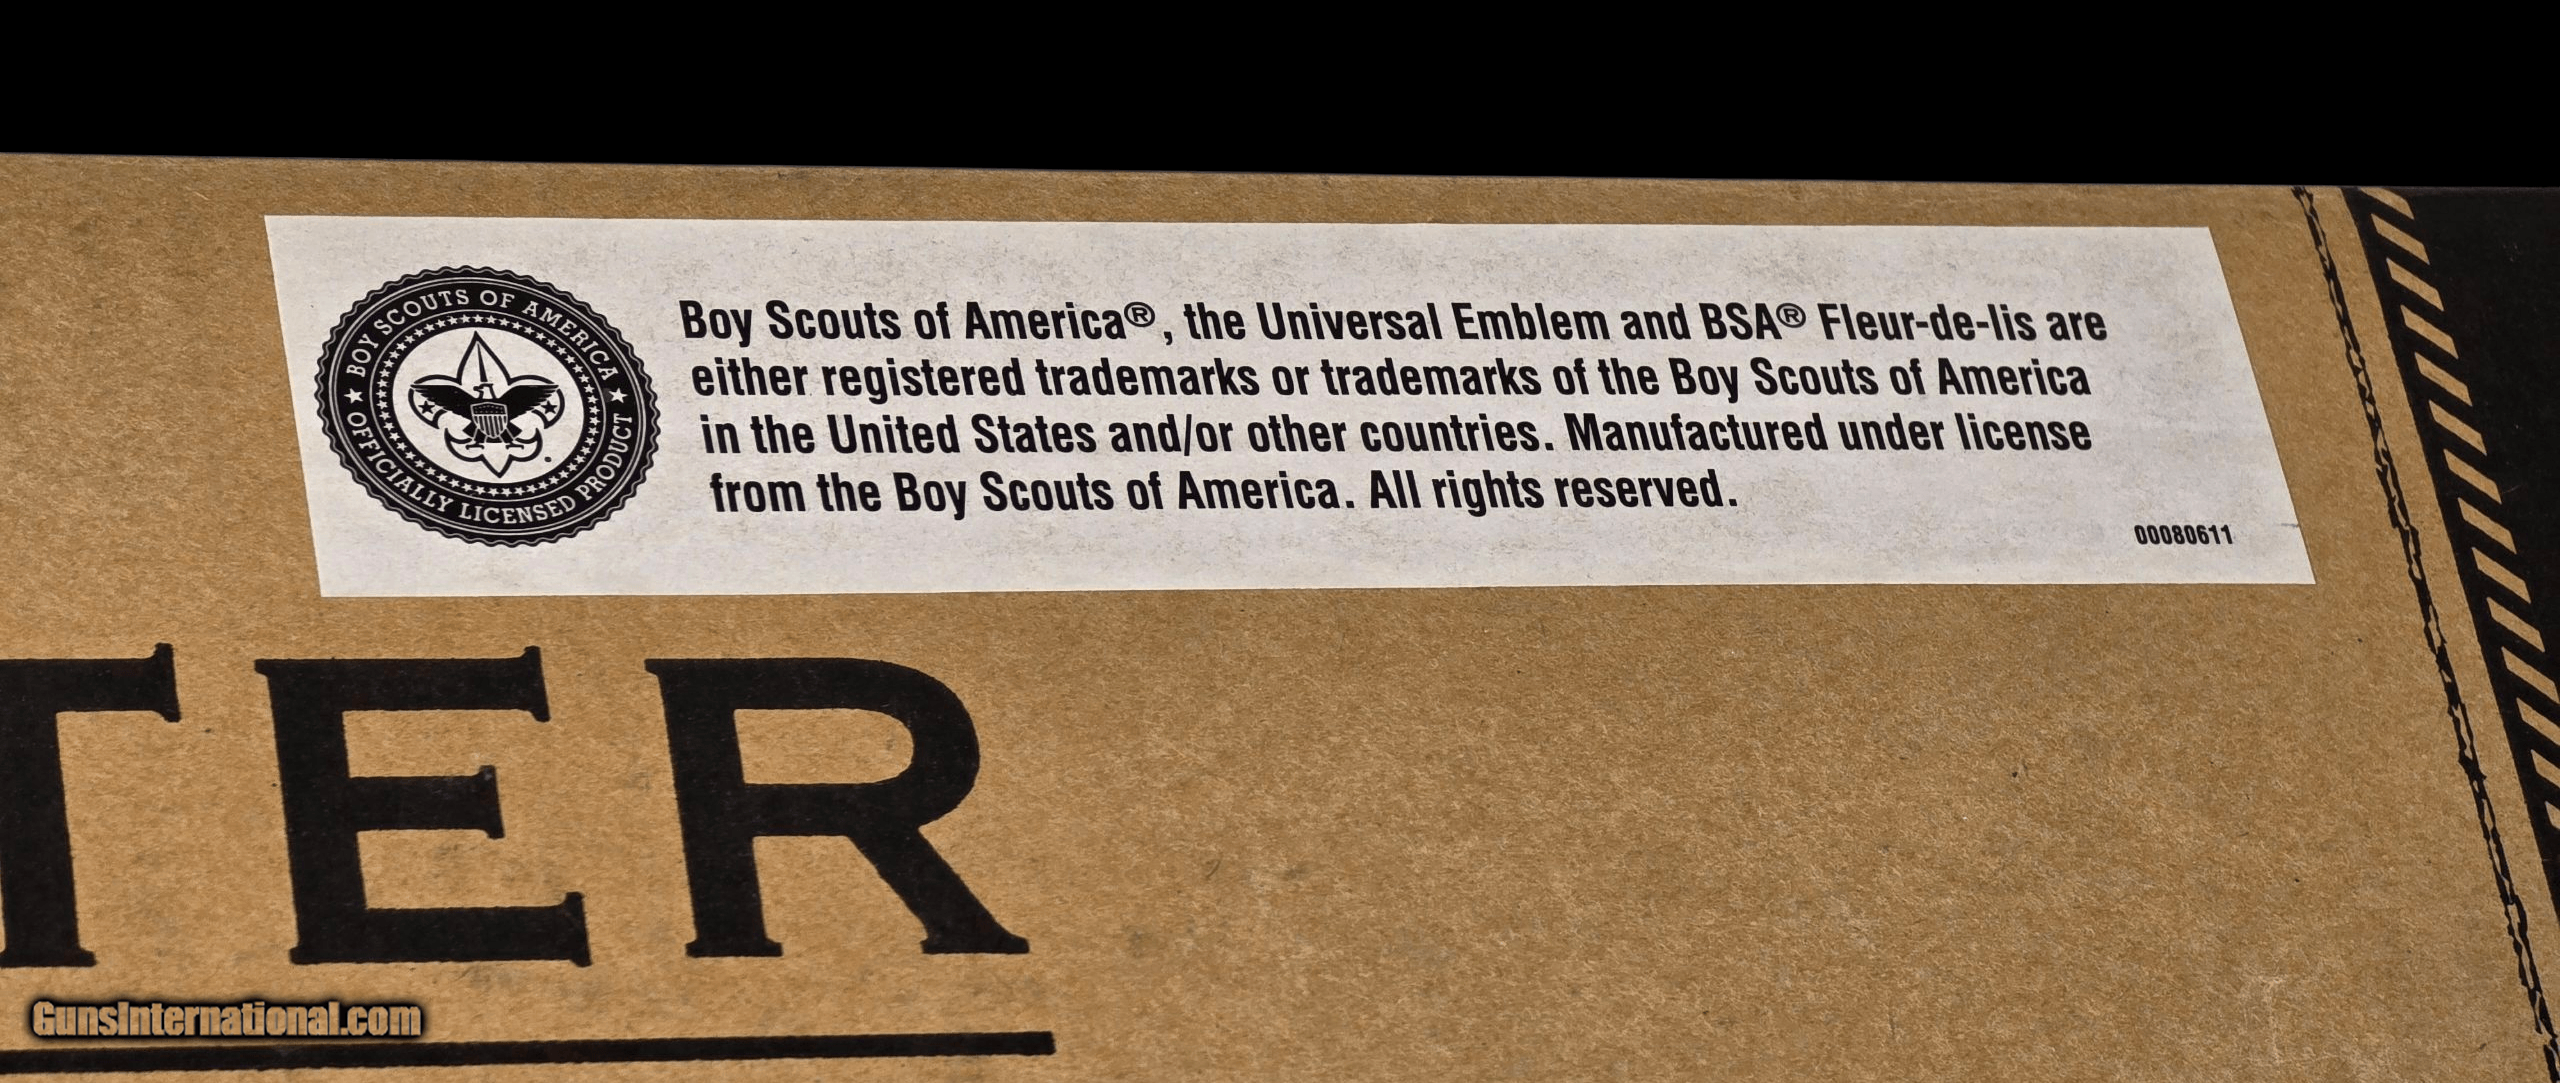 ★ BOY SCOUTS OF AMERICA ★
OFFICIALLY LICENSED PRODUCT
Boy Scouts of America®, the Universal Emblem and BSA® Fleur-de-lis are
either registered trademarks or trademarks of the Boy Scouts of America
in the United States and/or other countries. Manufactured under license
from the Boy Scouts of America. All rights reserved.
00080611
TER
GunsInternational.com